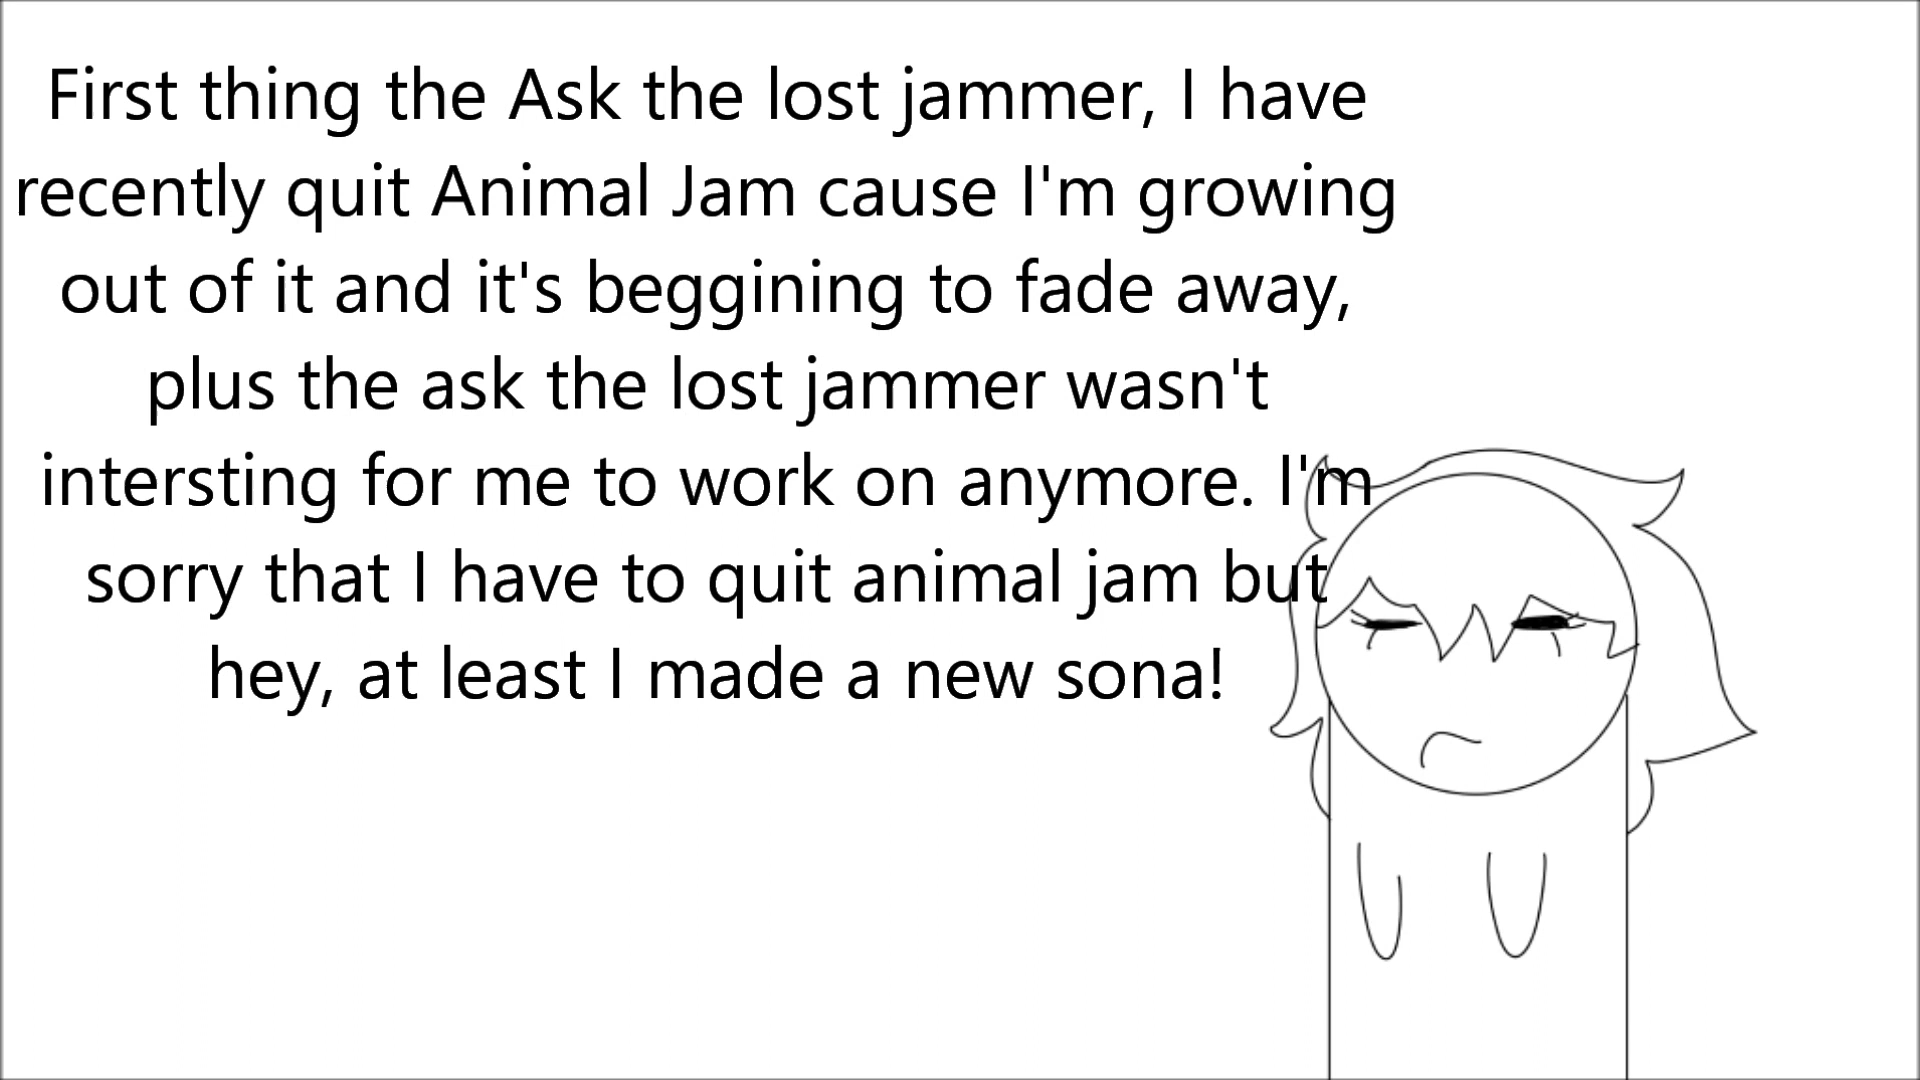 First thing the Ask the lost jammer, I have
recently quit Animal Jam cause I'm growing
out of it and it's beggining to fade away,
plus the ask the lost jammer wasn't
intersting for me to work on anymore. I'm
sorry that I have to quit animal jam but
hey, at least I made a new sona!